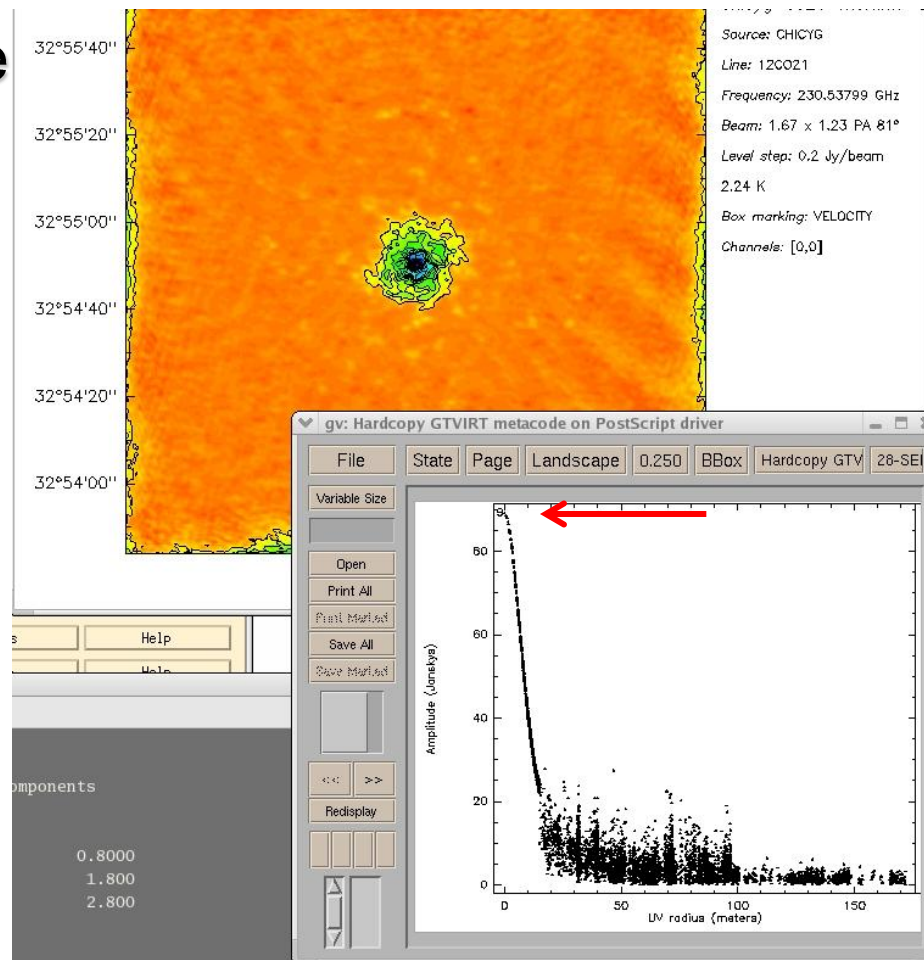 e
32°55'40"
32°55'20"
32°55'00"
32°54'40"
32°54'20"
32°54'00"
Source: CHICYG
Line: 12CO21
Frequency: 230.53799 GHz
Beam: 1.67 x 1.23 PA 81°
Level step: 0.2 Jy/beam
2.24 K
Box marking: VELOCITY
Channels: [0,0]
s
Help
Help
omponents
0.8000
1.800
2.800
gv: Hardcopy GTVIRT metacode on PostScript driver
File State Page Landscape 0.250 BBox Hardcopy GTV 28-SE
Variable Size
Open
Print All
Print Marked
Save All
Save Marked
<< >>
Redisplay
Amplitude (Janskys)
80
60
40
20
0
0 50 100 150
UV radius (meters)